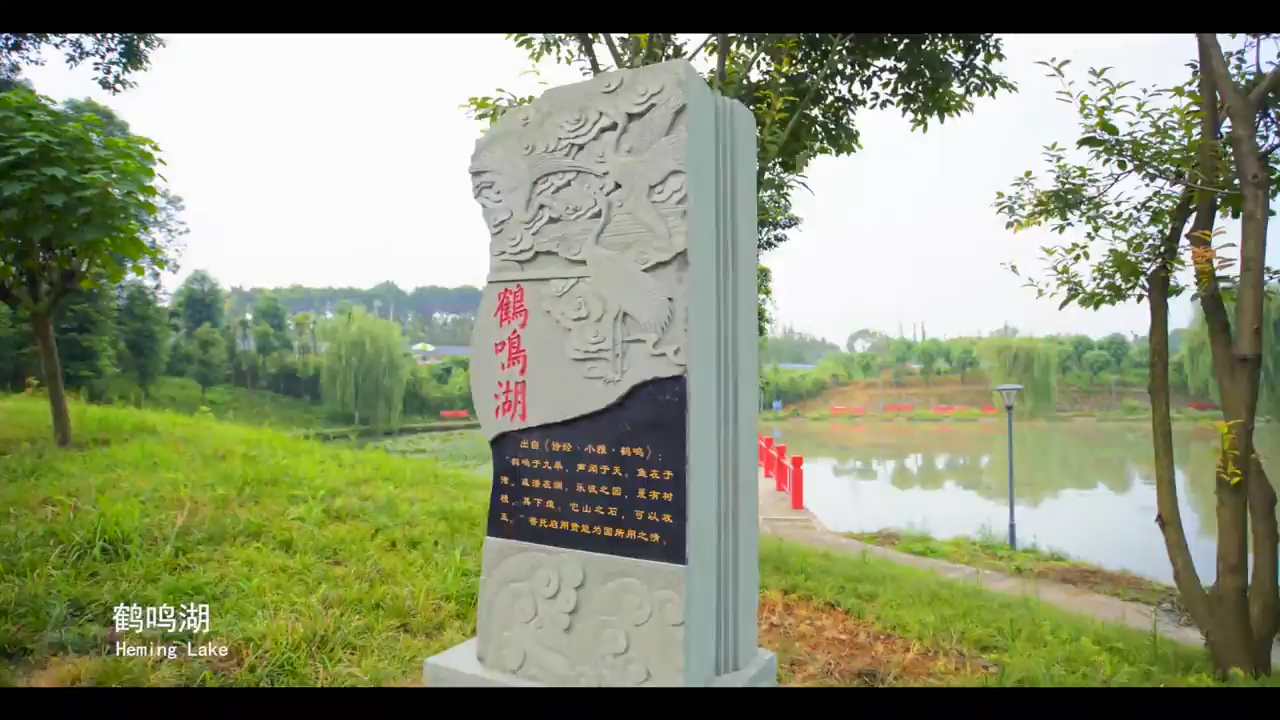 鶴鳴湖
出自《诗经·小雅·鹤鸣》：
“鹤鸣于九皋，声闻于天，鱼在于
渚，或潜在渊，乐彼之园，爰有树
檀，其下维，它山之石，可以攻
玉。”寄托启用贤能为国所用之情。
鹤鸣湖
Heming Lake